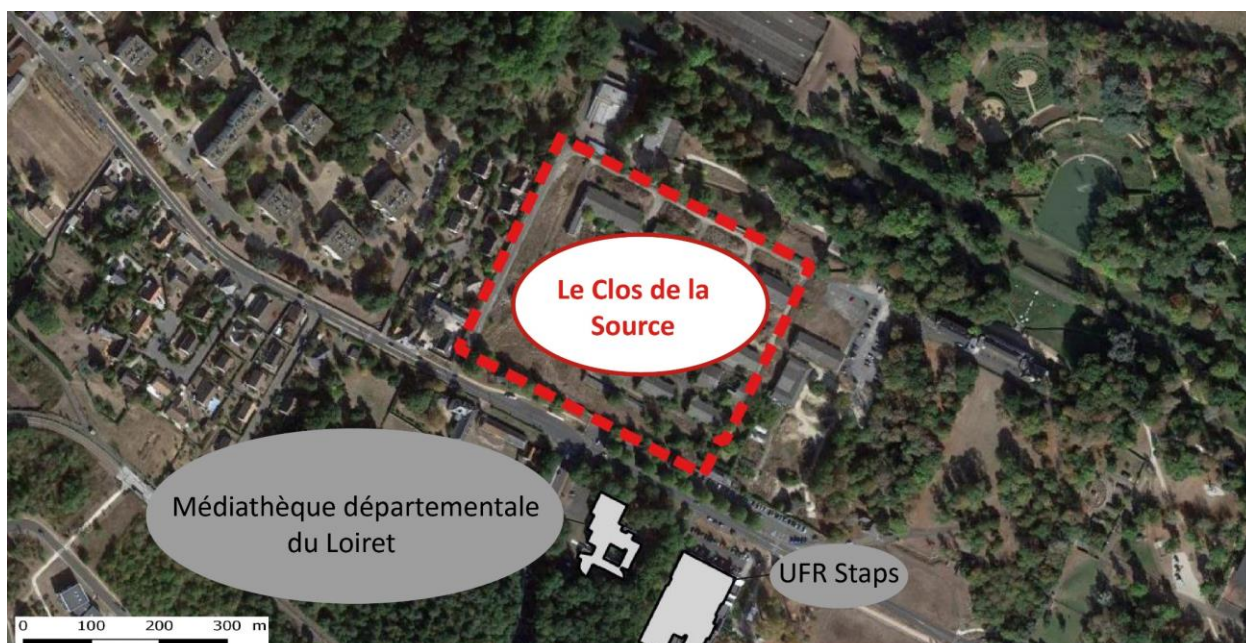 Le Clos de la
Source
Médiathèque départementale
du Loiret
UFR Staps
0 100 200 300 m